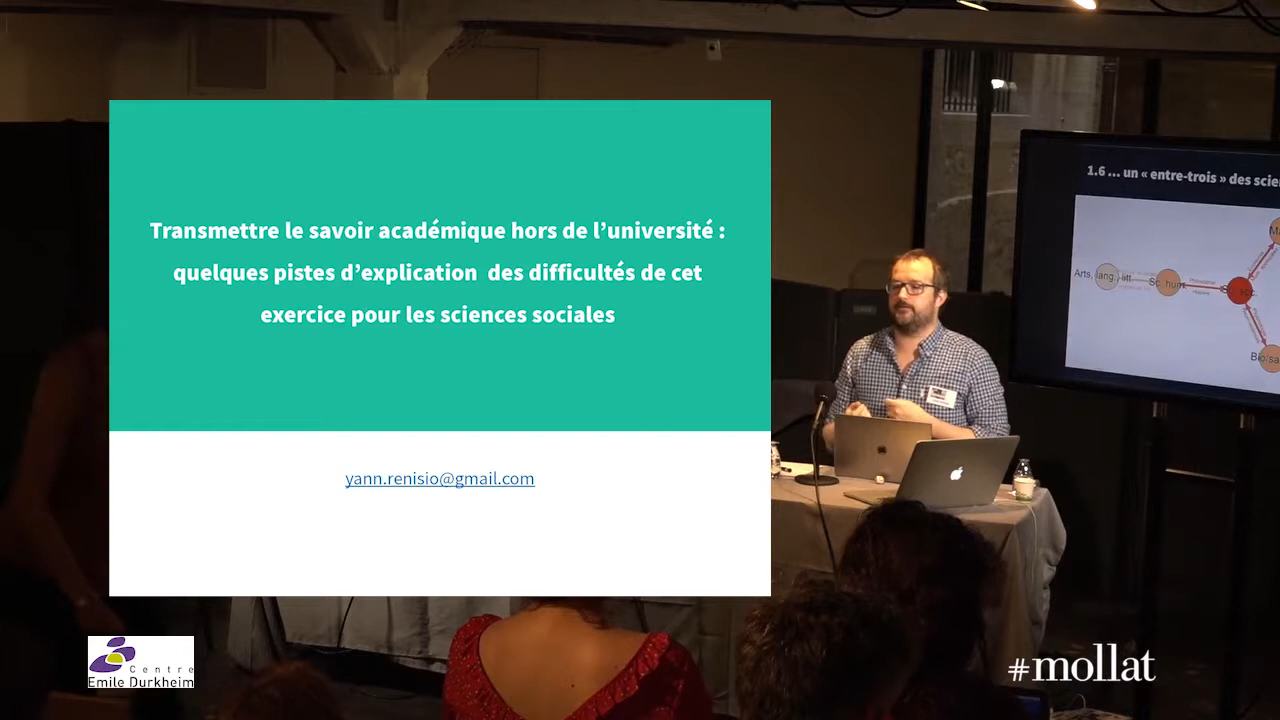 Transmettre le savoir académique hors de l’université :
quelques pistes d’explication des difficultés de cet
exercice pour les sciences sociales
yann.renisio@gmail.com
1.6 ... un « entre-trois » des scie
Arts, lang., litt.
Sc. hum
Bio/sa
Centre
Emile Durkheim
#mollat